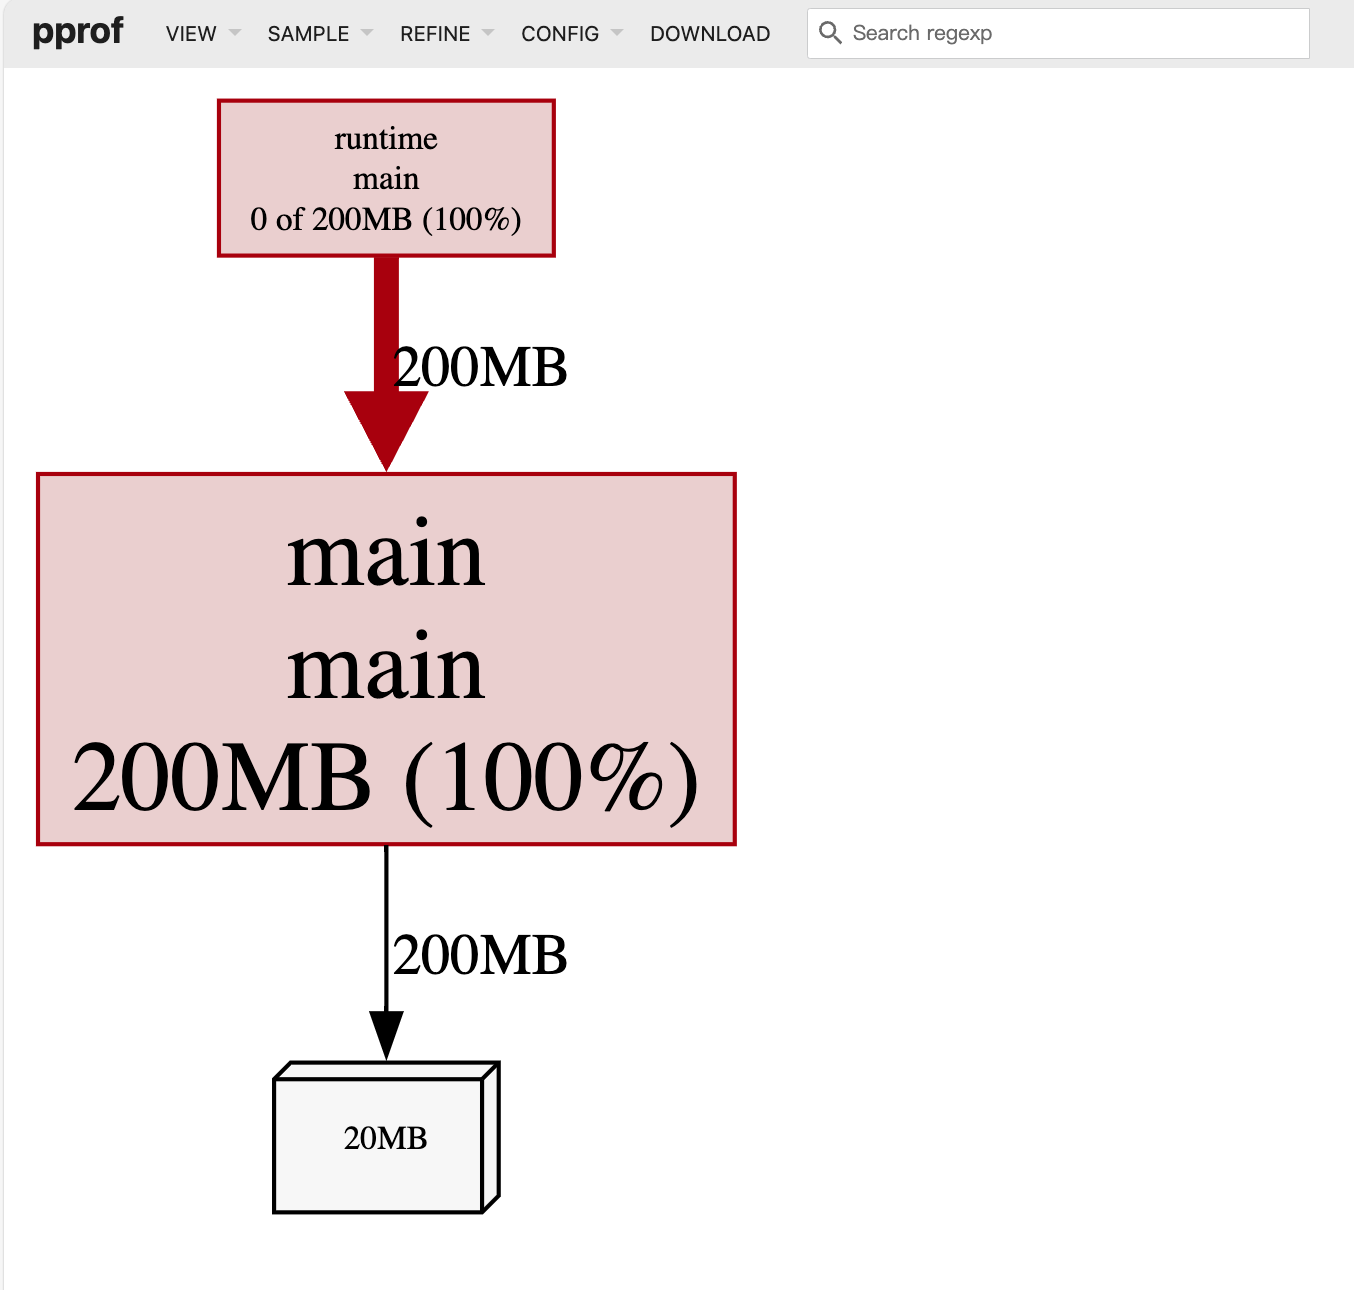 pprof VIEW SAMPLE REFINE CONFIG DOWNLOAD Search regexp
runtime
main
0 of 200MB (100%)
200MB
main
main
200MB (100%)
200MB
20MB